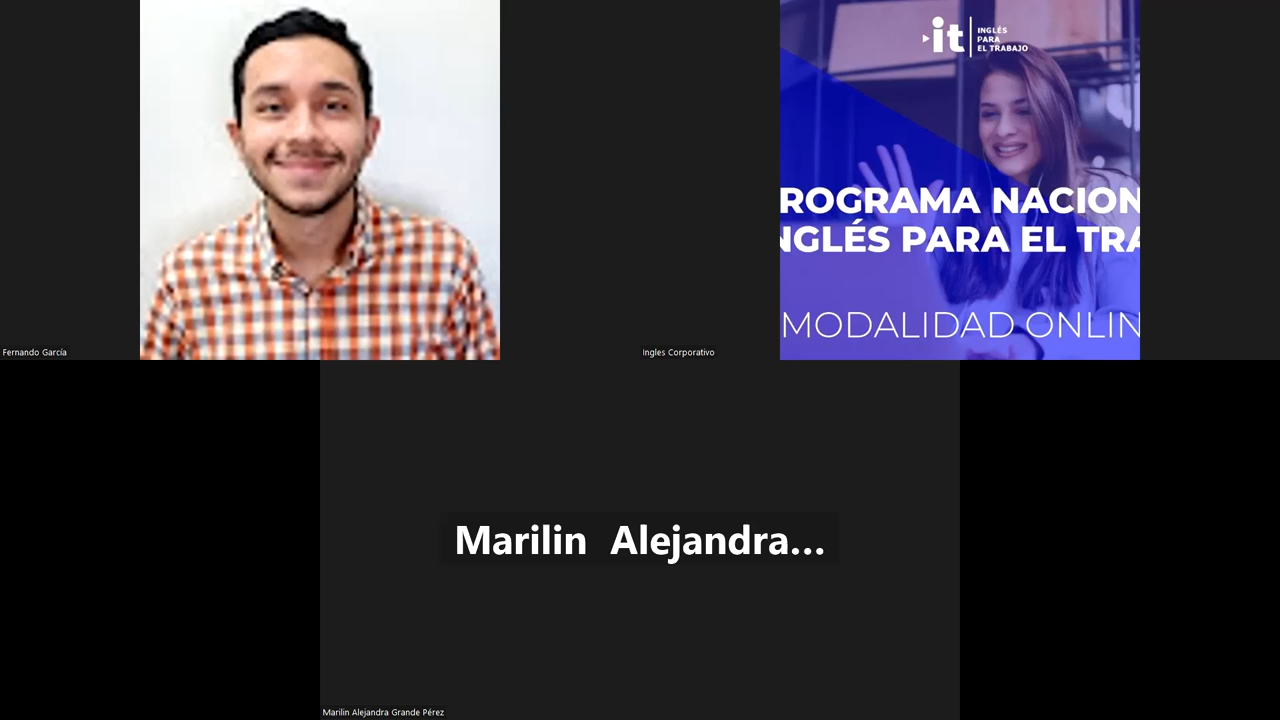 it
INGLÉS
PARA
EL TRABAJO
ROGRAMA NACION
NGLÉS PARA EL TRA
MODALIDAD ONLIN
Fernando García
Ingles Corporativo
Marilin Alejandra...
Marilin Alejandra Grande Pérez